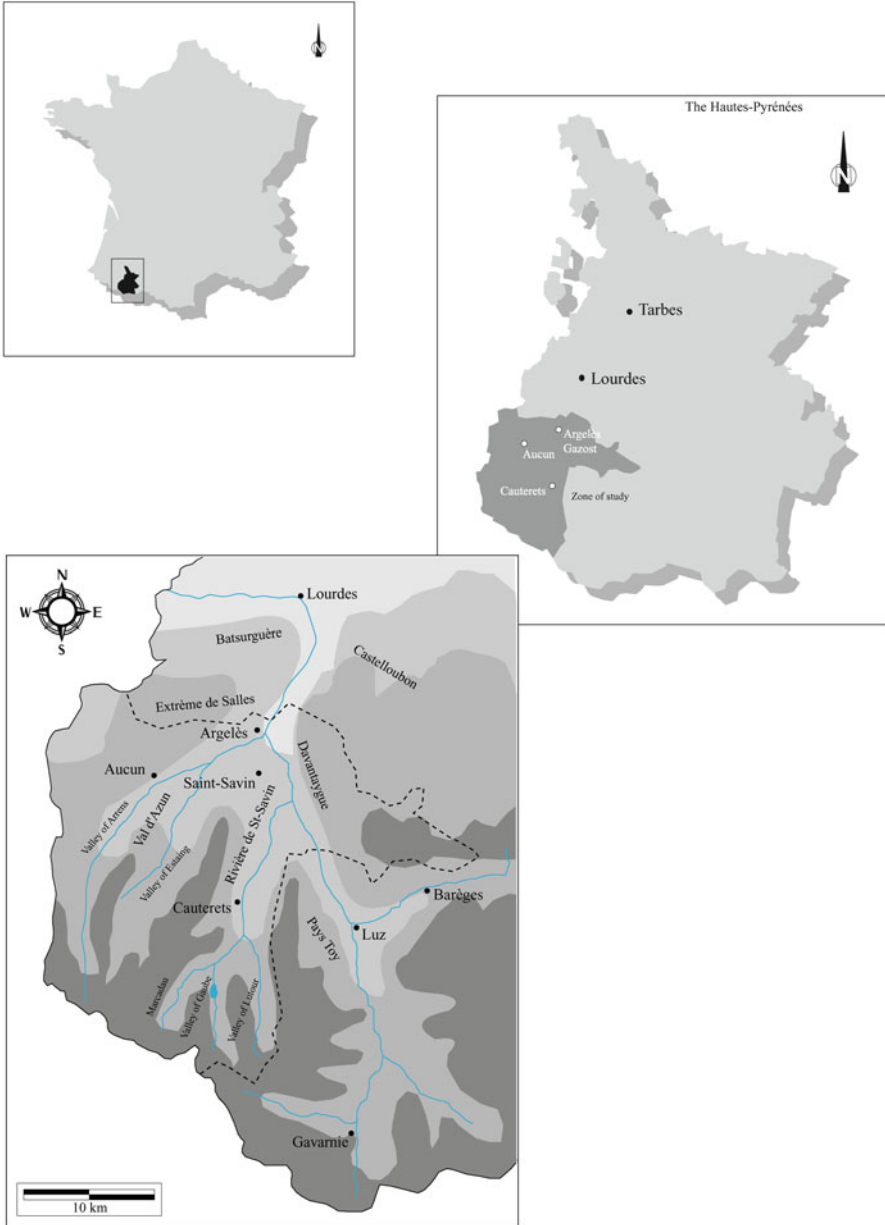 N
The Hautes-Pyrénées
N
Tarbes
Lourdes
Argelès
Gazost
Aucun
Cauterets
Zone of study
N
W
E
S
Lourdes
Batsurguère
Castelloubon
Extrème de Salles
Argelès
Davantaygue
Aucun
Saint-Savin
Valley of Arrens
Val d'Azun
Rivière de St-Savin
Valley of Estaing
Cauterets
Barèges
Pays Toy
Luz
Marcadau
Valley of Gaube
Valley of Lutour
Gavarnie
10 km